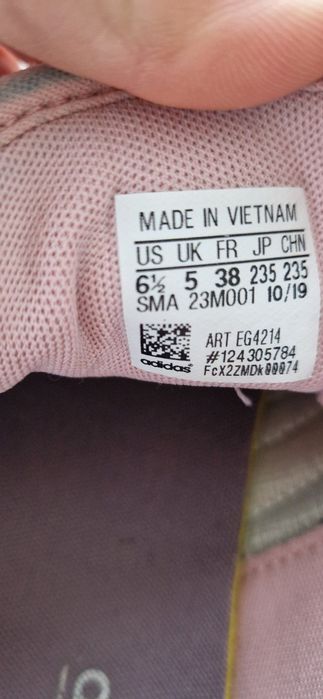 MADE IN VIETNAM
US UK FR JP CHN
6½ 5 38 235 235
SMA 23M001 10/19
ART EG4214
#124305784
adidas® FcX2ZMDk00074